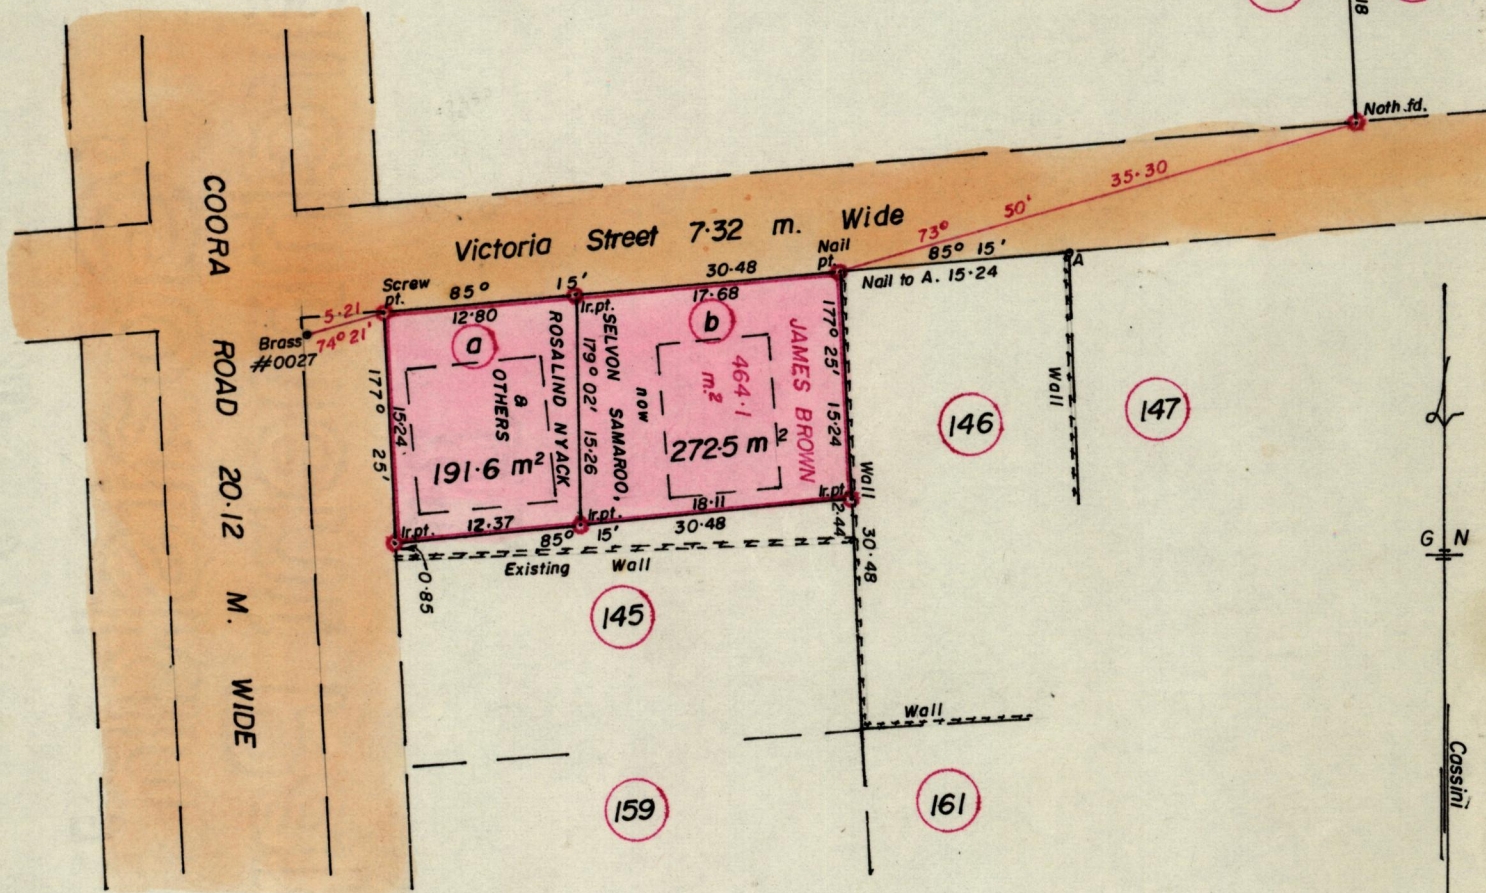 18
Noth.fd.
35·30
50'
73°
85° 15'
Nail to A. 15·24
A
Victoria Street 7·32 m. Wide
COORA ROAD 20·12 M. WIDE
Nail
pt.
30·48
15'
85°
Screw
pt.
5·21
74° 21'
Brass
#0027
12·80
17·68
Ir.pt.
a
b
ROSALIND NYACK
&
OTHERS
191·6 m²
177° 25'
15·24
SELVON SAMAROO,
now
179° 02' 15·26
464·1
m.²
272·5 m²
JAMES BROWN
177° 25' 15·24
Wall
146
Wall
147
Ir.pt.
12·37
Ir.pt.
18·11
Ir.pt.
85° 15'
30·48
2·44
30·48
Existing Wall
0·85
145
Wall
159
161
G N
Cassini